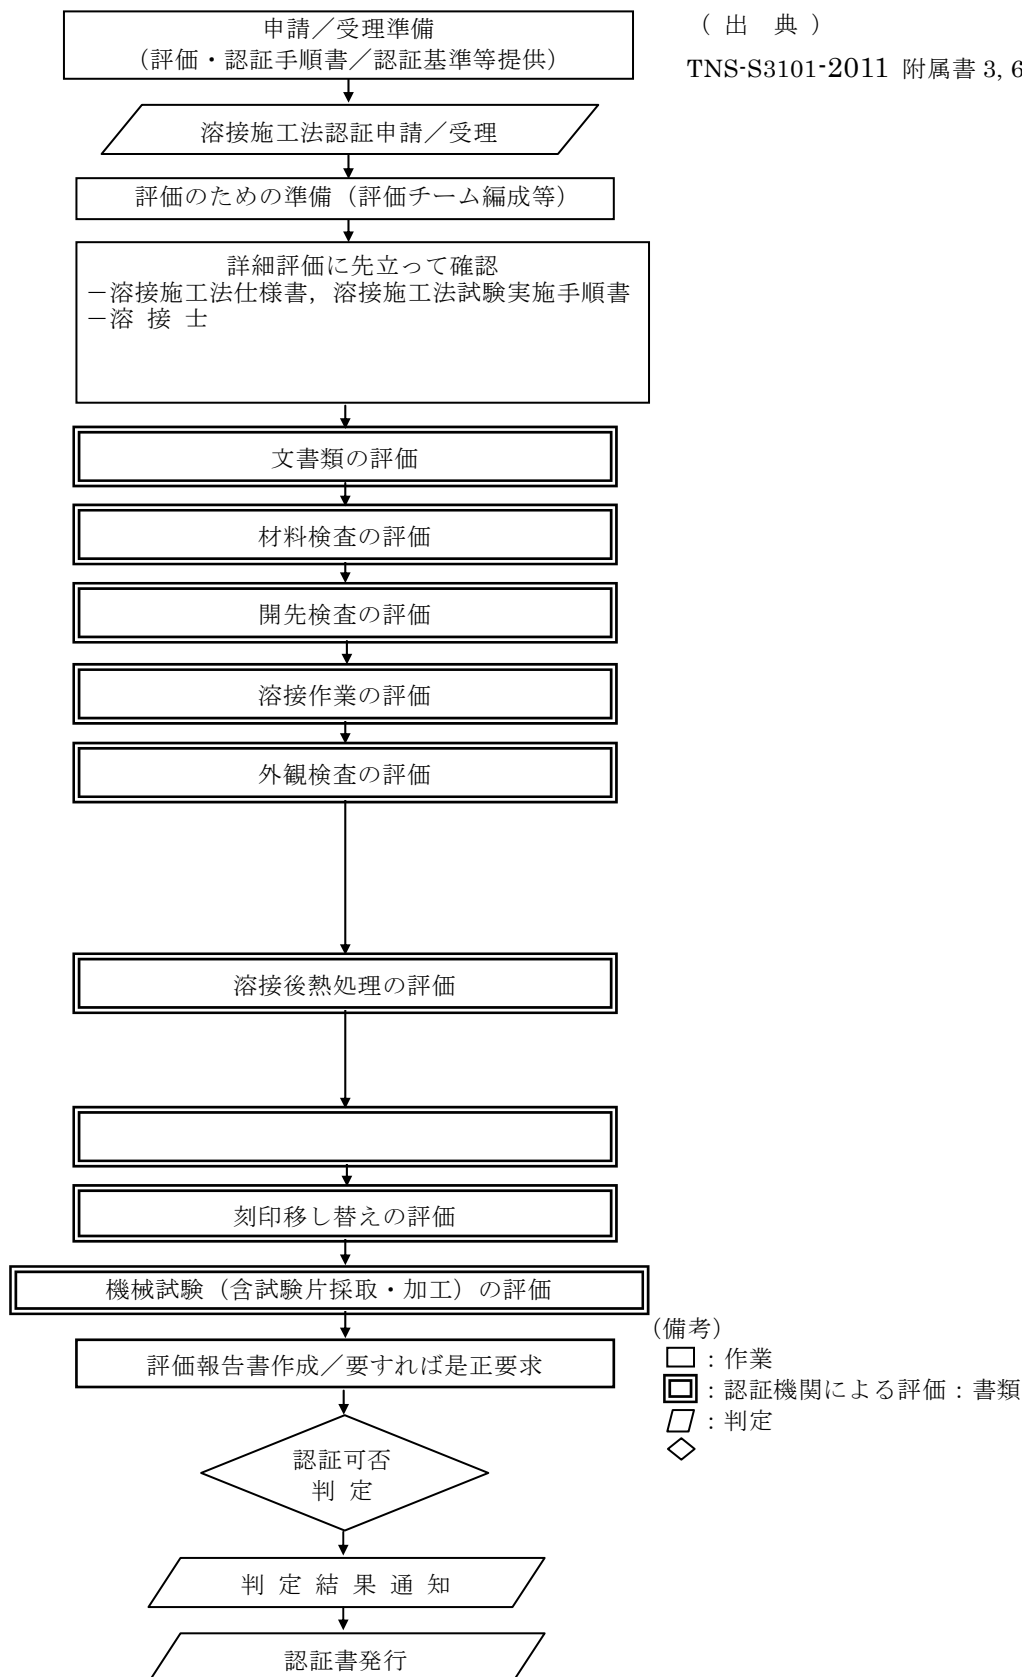 申請／受理準備
（評価・認証手順書／認証基準等提供）
（ 出　典 ）
TNS-S3101-2011 附属書 3, 6
溶接施工法認証申請／受理
評価のための準備（評価チーム編成等）
詳細評価に先立って確認
－溶接施工法仕様書，溶接施工法試験実施手順書
－溶 接 士
文書類の評価
材料検査の評価
開先検査の評価
溶接作業の評価
外観検査の評価
溶接後熱処理の評価
刻印移し替えの評価
機械試験（含試験片採取・加工）の評価
評価報告書作成／要すれば是正要求
（備考）
：作業
：認証機関による評価：書類
：判定
認証可否
判 定
判 定 結 果 通 知
認証書発行